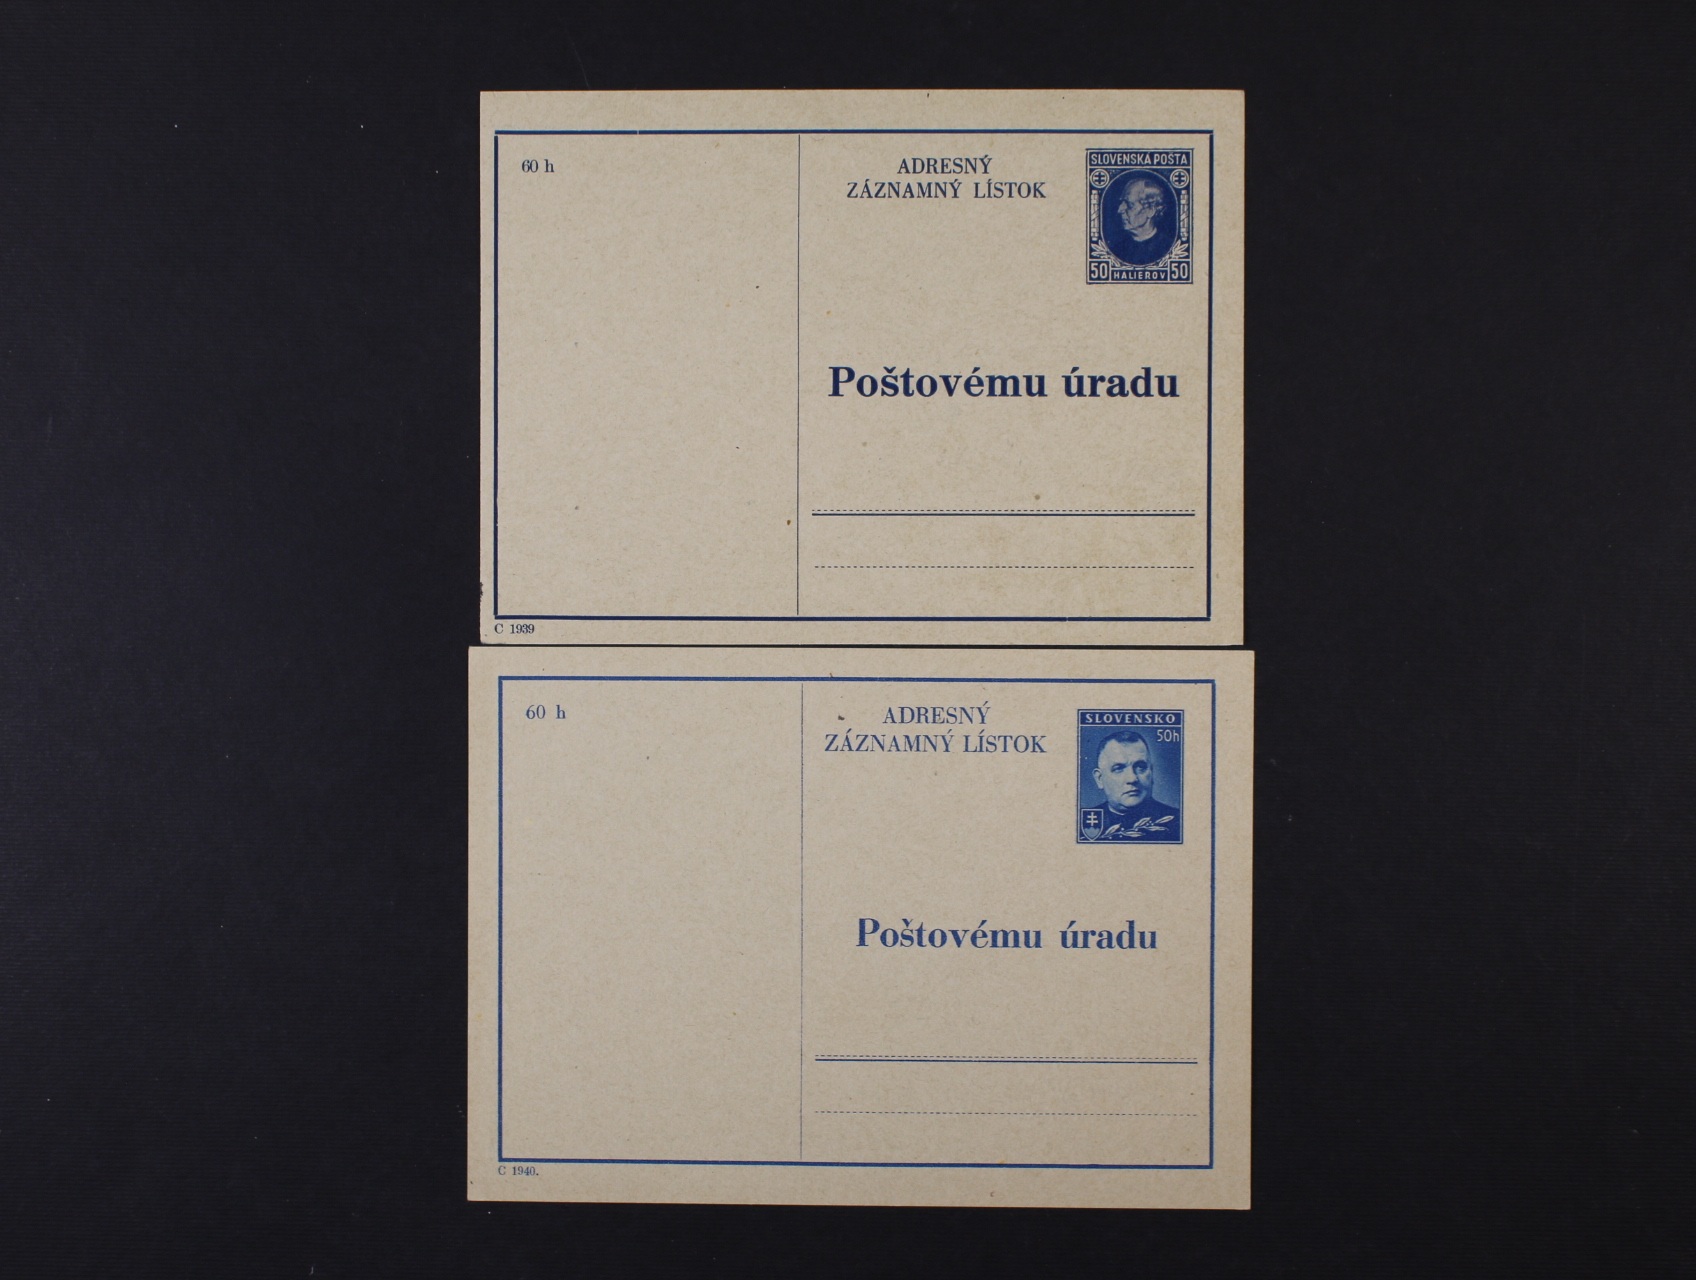 60 h
ADRESNÝ
ZÁZNAMNÝ LÍSTOK
SLOVENSKÁ POŠTA
50 HALIEROV 50
Poštovému úradu
C 1939
60 h
ADRESNÝ
ZÁZNAMNÝ LÍSTOK
SLOVENSKO
50h
Poštovému úradu
C 1940.